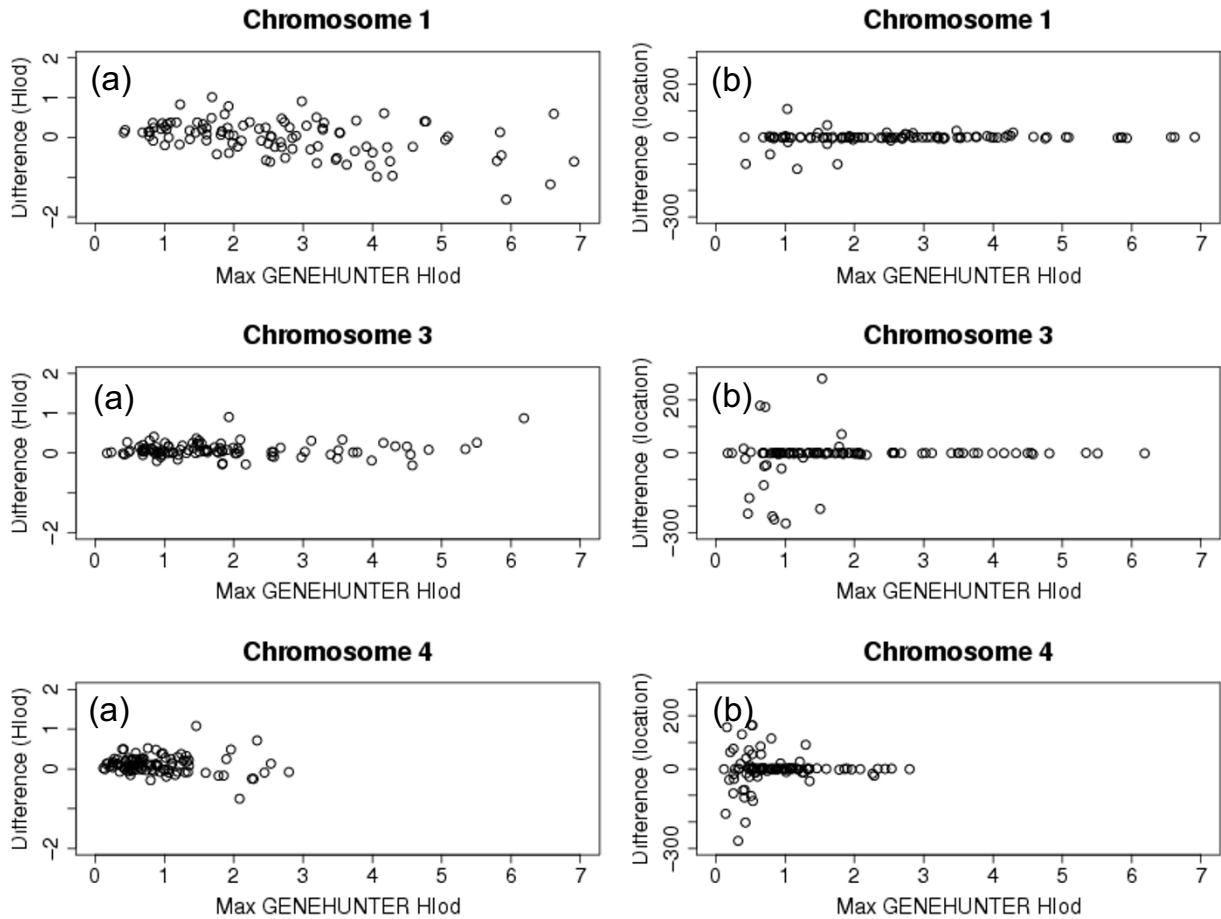 Chromosome 1
(a)
Difference (Hlod)
2
1
0
-2
0 1 2 3 4 5 6 7
Max GENEHUNTER Hlod
Chromosome 1
(b)
Difference (location)
200
0
-300
0 1 2 3 4 5 6 7
Max GENEHUNTER Hlod
Chromosome 3
(a)
Difference (Hlod)
2
1
0
-2
0 1 2 3 4 5 6 7
Max GENEHUNTER Hlod
Chromosome 3
(b)
Difference (location)
200
0
-300
0 1 2 3 4 5 6 7
Max GENEHUNTER Hlod
Chromosome 4
(a)
Difference (Hlod)
2
1
0
-2
0 1 2 3 4 5 6 7
Max GENEHUNTER Hlod
Chromosome 4
(b)
Difference (location)
200
0
-300
0 1 2 3 4 5 6 7
Max GENEHUNTER Hlod